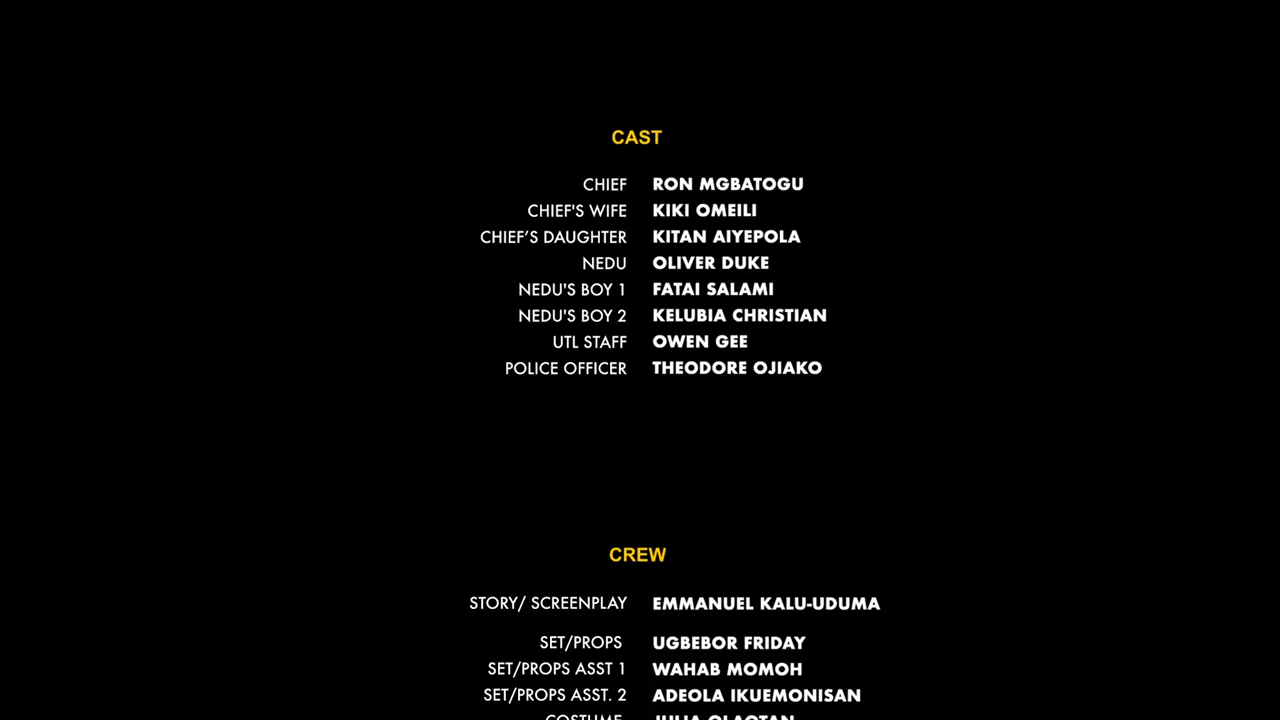 CAST
CHIEF RON MGBATOGU
CHIEF'S WIFE KIKI OMEILI
CHIEF’S DAUGHTER KITAN AIYEPOLA
NEDU OLIVER DUKE
NEDU'S BOY 1 FATAI SALAMI
NEDU'S BOY 2 KELUBIA CHRISTIAN
UTL STAFF OWEN GEE
POLICE OFFICER THEODORE OJIAKO
CREW
STORY/ SCREENPLAY EMMANUEL KALU-UDUMA
SET/PROPS UGBEBOR FRIDAY
SET/PROPS ASST 1 WAHAB MOMOH
SET/PROPS ASST. 2 ADEOLA IKUEMONISAN
COSTUME